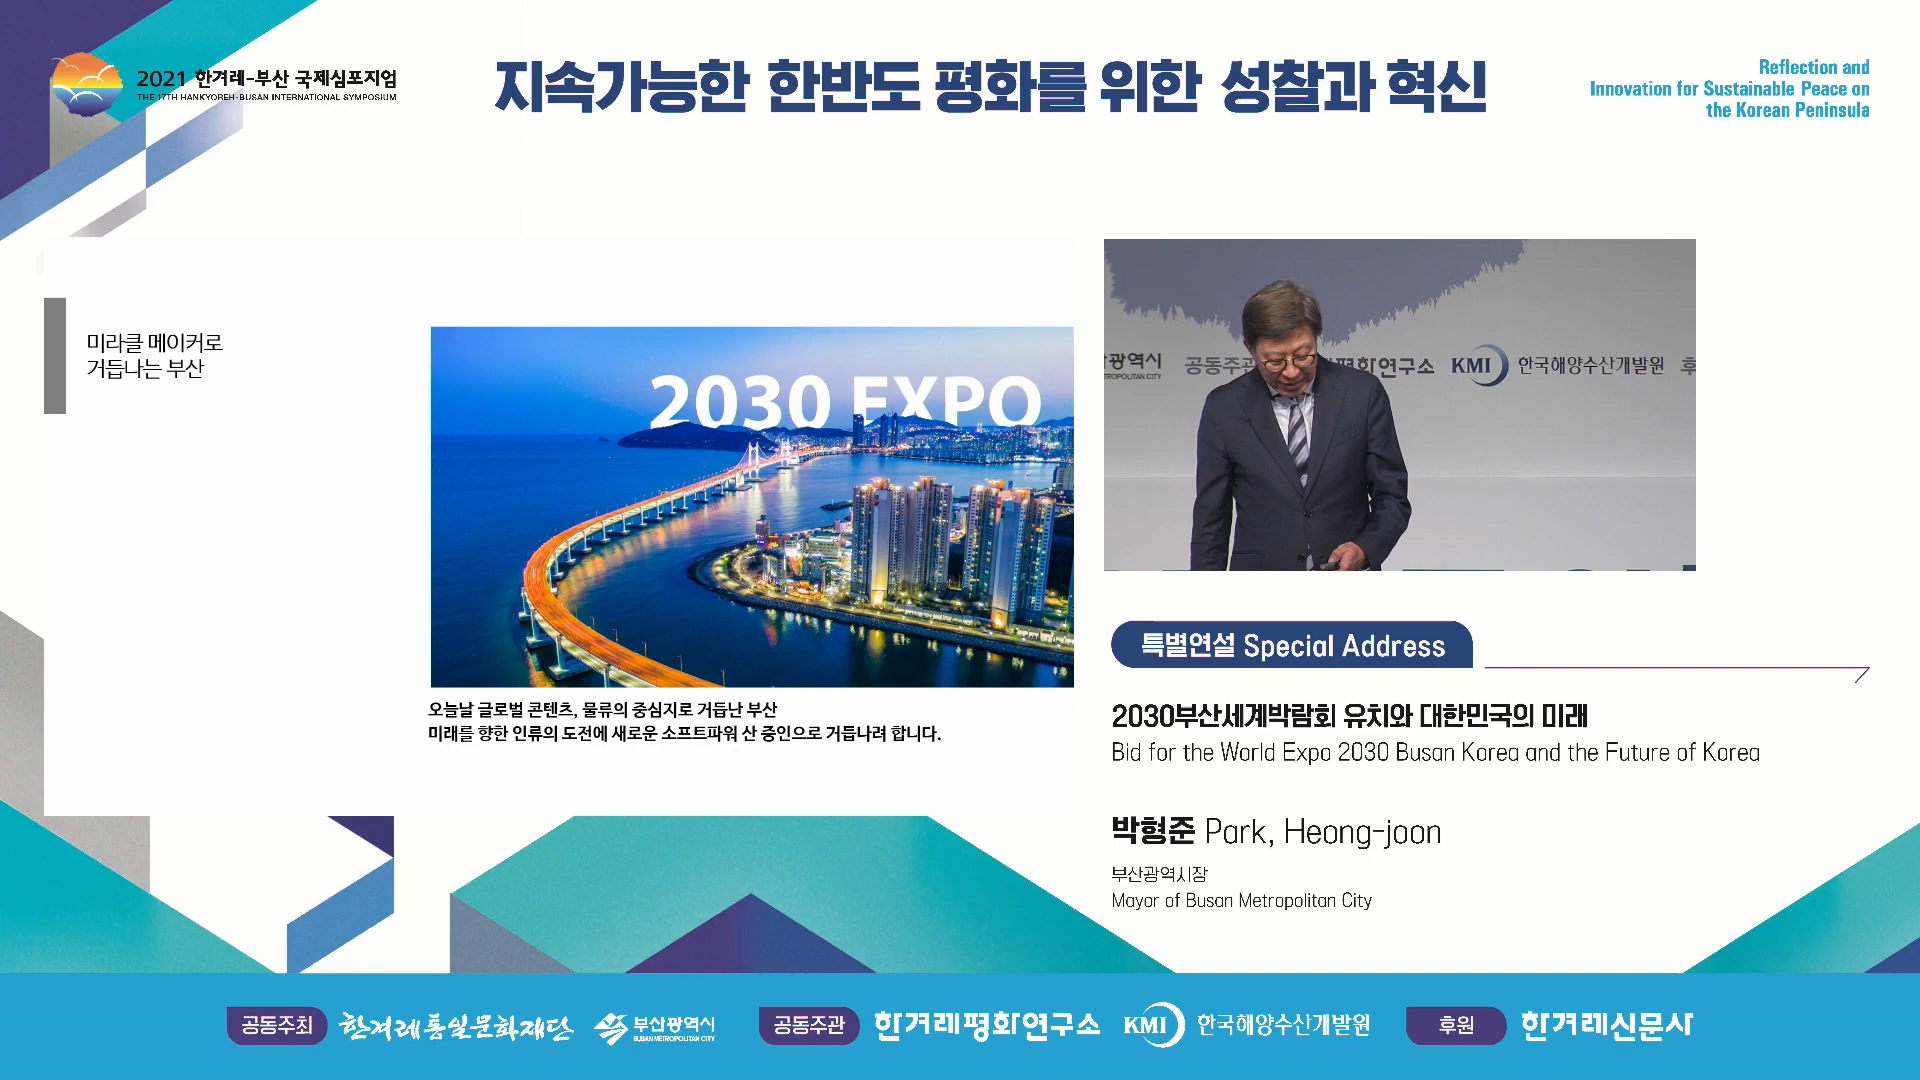 2021 한겨레-부산 국제심포지엄
THE 17TH HANKYOREH-BUSAN INTERNATIONAL SYMPOSIUM
지속가능한 한반도 평화를 위한 성찰과 혁신
Reflection and
Innovation for Sustainable Peace on
the Korean Peninsula
미라클 메이커로
거듭나는 부산
2030 EXPO
오늘날 글로벌 콘텐츠, 물류의 중심지로 거듭난 부산
미래를 향한 인류의 도전에 새로운 소프트파워 산 증인으로 거듭나려 합니다.
광역시 공동주관 평화연구소 KMI 한국해양수산개발원 후
ROPOLITAN CITY
특별연설 Special Address
2030부산세계박람회 유치와 대한민국의 미래
Bid for the World Expo 2030 Busan Korea and the Future of Korea
박형준 Park, Heong-joon
부산광역시장
Mayor of Busan Metropolitan City
공동주최 한겨레통일문화재단 부산광역시 BUSAN METROPOLITAN CITY 공동주관 한겨레평화연구소 KMI 한국해양수산개발원 후원 한겨레신문사